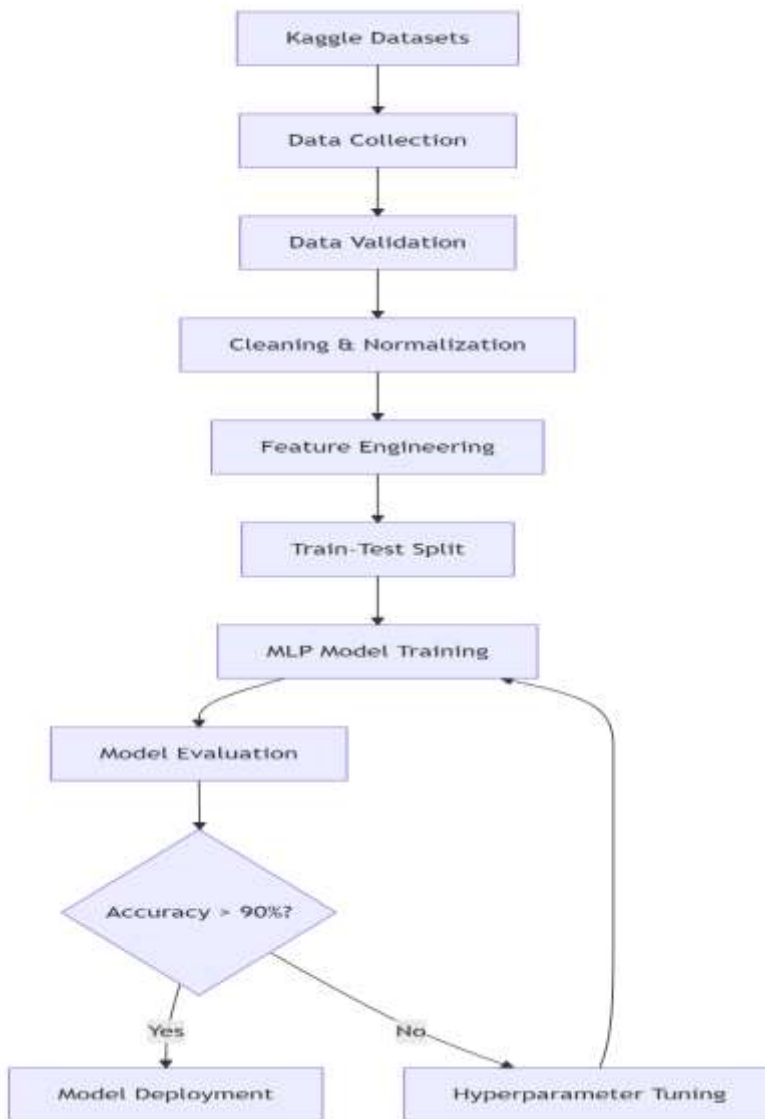 Kaggle Datasets
Data Collection
Data Validation
Cleaning & Normalization
Feature Engineering
Train-Test Split
MLP Model Training
Model Evaluation
Accuracy > 90%?
Yes
No
Model Deployment
Hyperparameter Tuning